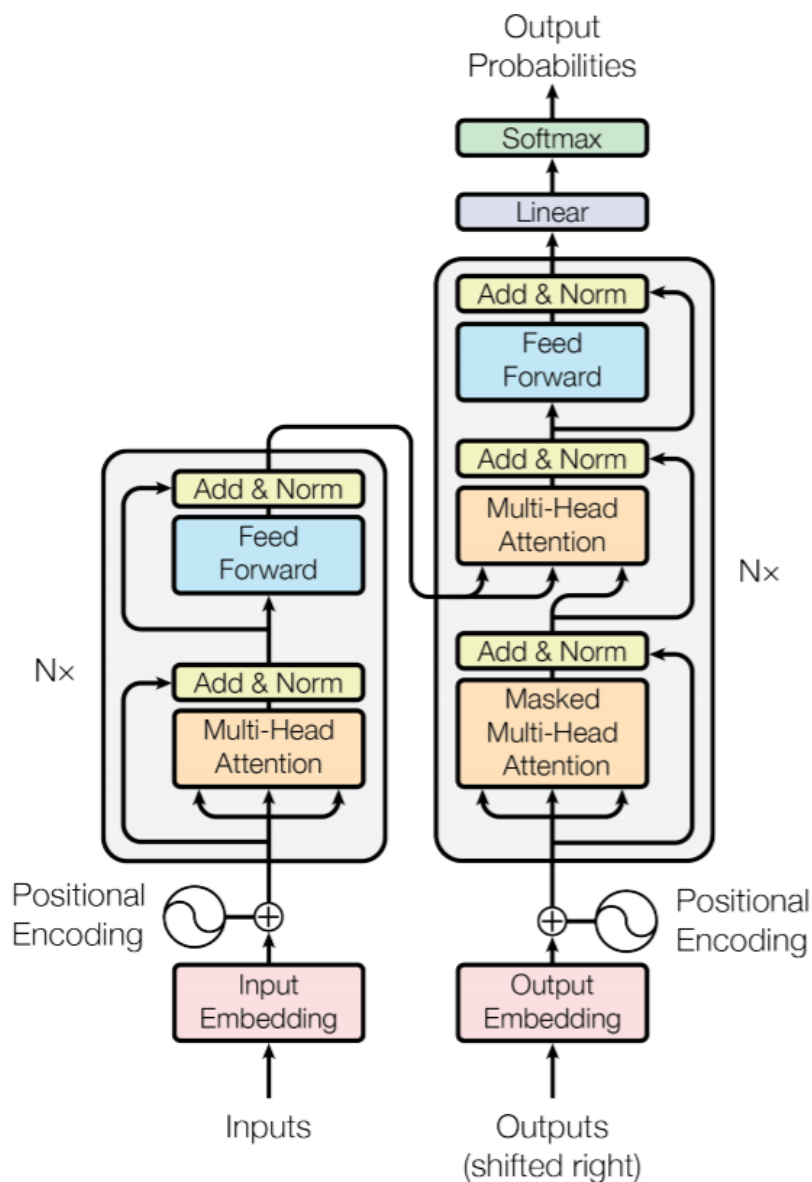 Output
Probabilities
Softmax
Linear
Add & Norm
Feed
Forward
Add & Norm
Multi-Head
Attention
Add & Norm
Masked
Multi-Head
Attention
N×
Add & Norm
Feed
Forward
Add & Norm
Multi-Head
Attention
N×
Positional
Encoding
Positional
Encoding
Input
Embedding
Output
Embedding
Inputs
Outputs
(shifted right)